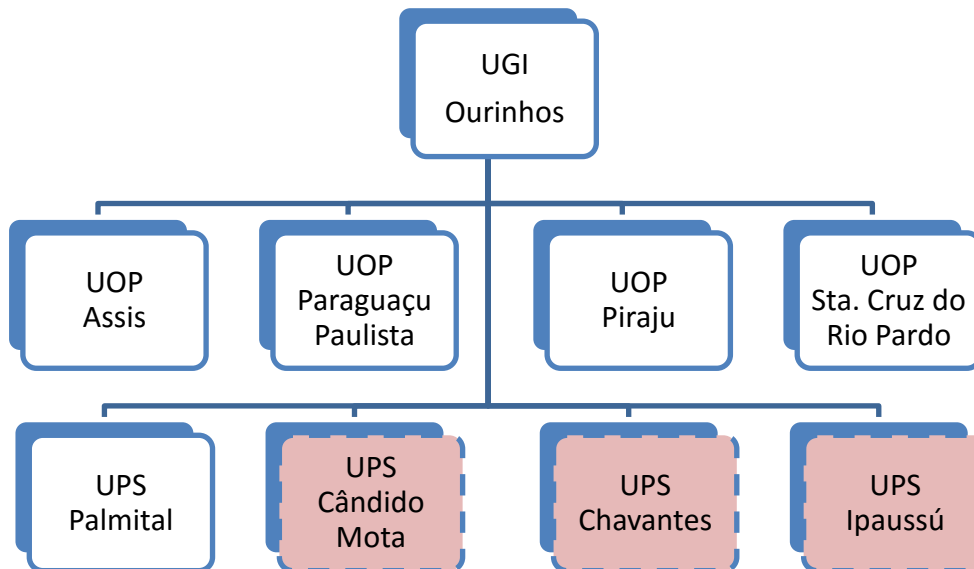 UGI
Ourinhos
UOP
Assis
UOP
Paraguaçu
Paulista
UOP
Piraju
UOP
Sta. Cruz do
Rio Pardo
UPS
Palmital
UPS
Cândido
Mota
UPS
Chavantes
UPS
Ipaussú